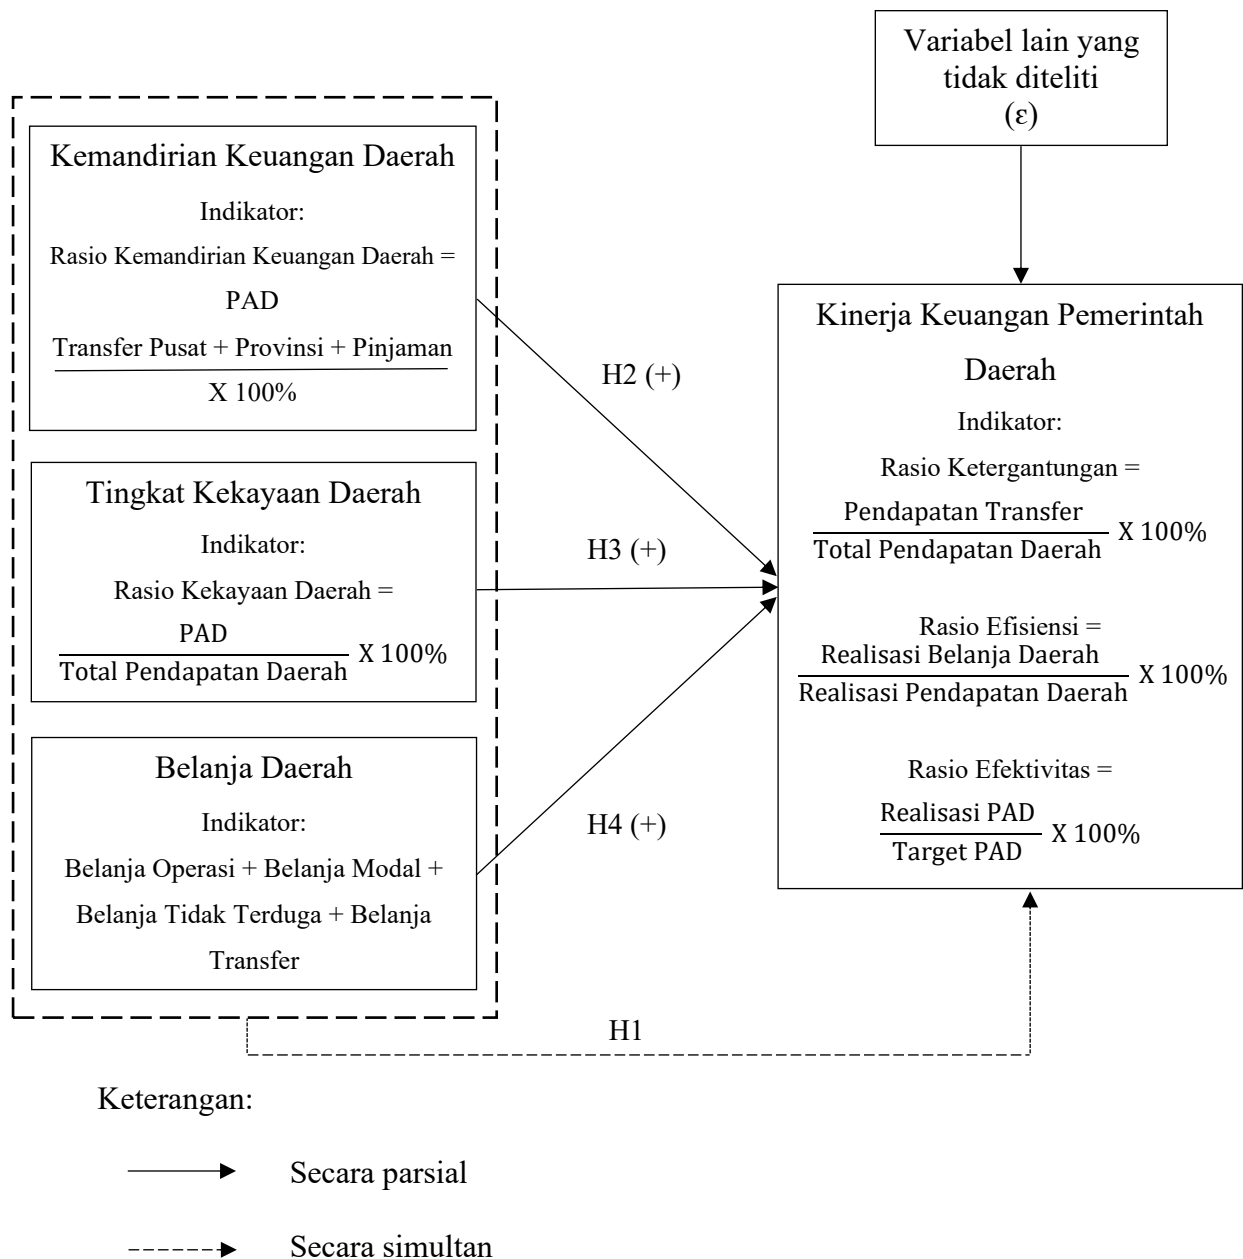 Variabel lain yang
tidak diteliti
(ε)
Kemandirian Keuangan Daerah
Indikator:
Rasio Kemandirian Keuangan Daerah =
PAD
Transfer Pusat + Provinsi + Pinjaman
X 100%
Tingkat Kekayaan Daerah
Indikator:
Rasio Kekayaan Daerah =
PAD
Total Pendapatan Daerah X 100%
Belanja Daerah
Indikator:
Belanja Operasi + Belanja Modal +
Belanja Tidak Terduga + Belanja
Transfer
H2 (+)
H3 (+)
H4 (+)
H1
Kinerja Keuangan Pemerintah
Daerah
Indikator:
Rasio Ketergantungan =
Pendapatan Transfer
Total Pendapatan Daerah X 100%
Rasio Efisiensi =
Realisasi Belanja Daerah
Realisasi Pendapatan Daerah X 100%
Rasio Efektivitas =
Realisasi PAD
Target PAD X 100%
Keterangan:
Secara parsial
Secara simultan